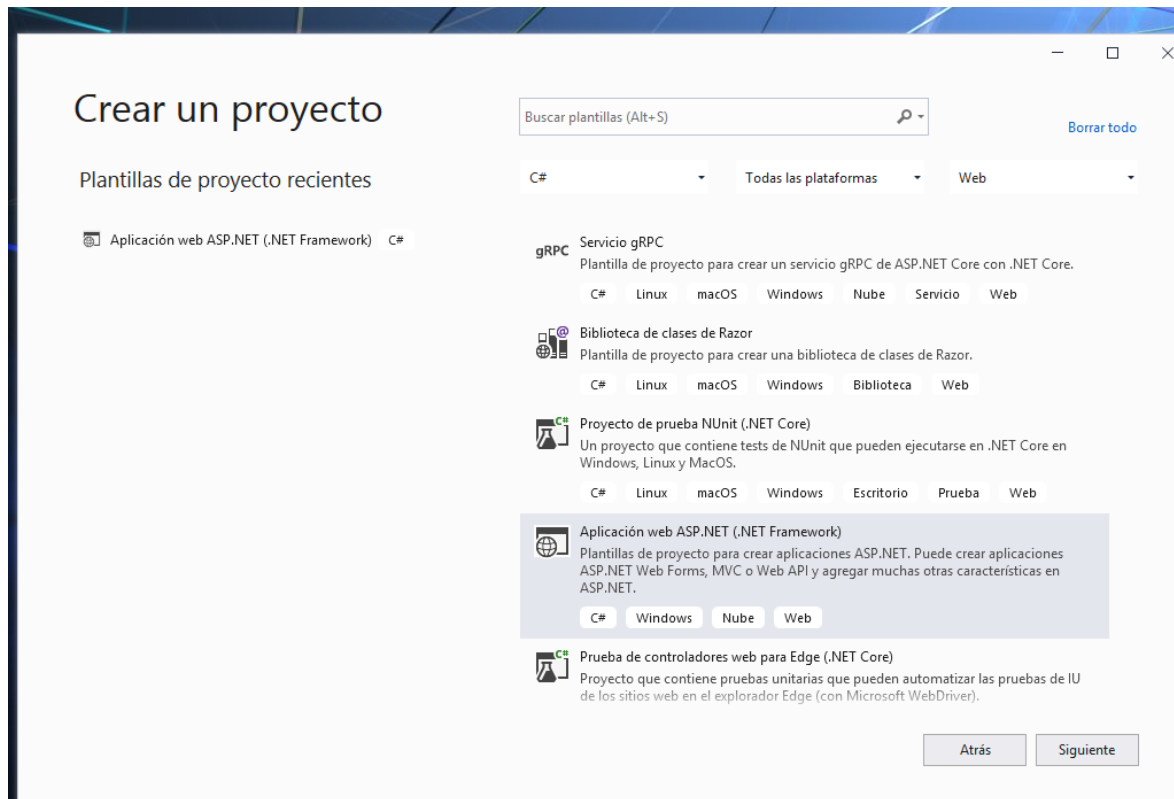 Crear un proyecto
Buscar plantillas (Alt+S)
Borrar todo
Plantillas de proyecto recientes
C#
Todas las plataformas
Web
Aplicación web ASP.NET (.NET Framework) C#
gRPC
Servicio gRPC
Plantilla de proyecto para crear un servicio gRPC de ASP.NET Core con .NET Core.
C# Linux macOS Windows Nube Servicio Web
Biblioteca de clases de Razor
Plantilla de proyecto para crear una biblioteca de clases de Razor.
C# Linux macOS Windows Biblioteca Web
C#
Proyecto de prueba NUnit (.NET Core)
Un proyecto que contiene tests de NUnit que pueden ejecutarse en .NET Core en
Windows, Linux y MacOS.
C# Linux macOS Windows Escritorio Prueba Web
Aplicación web ASP.NET (.NET Framework)
Plantillas de proyecto para crear aplicaciones ASP.NET. Puede crear aplicaciones
ASP.NET Web Forms, MVC o Web API y agregar muchas otras características en
ASP.NET.
C# Windows Nube Web
C#
Prueba de controladores web para Edge (.NET Core)
Proyecto que contiene pruebas unitarias que pueden automatizar las pruebas de IU
de los sitios web en el explorador Edge (con Microsoft WebDriver).
Atrás
Siguiente